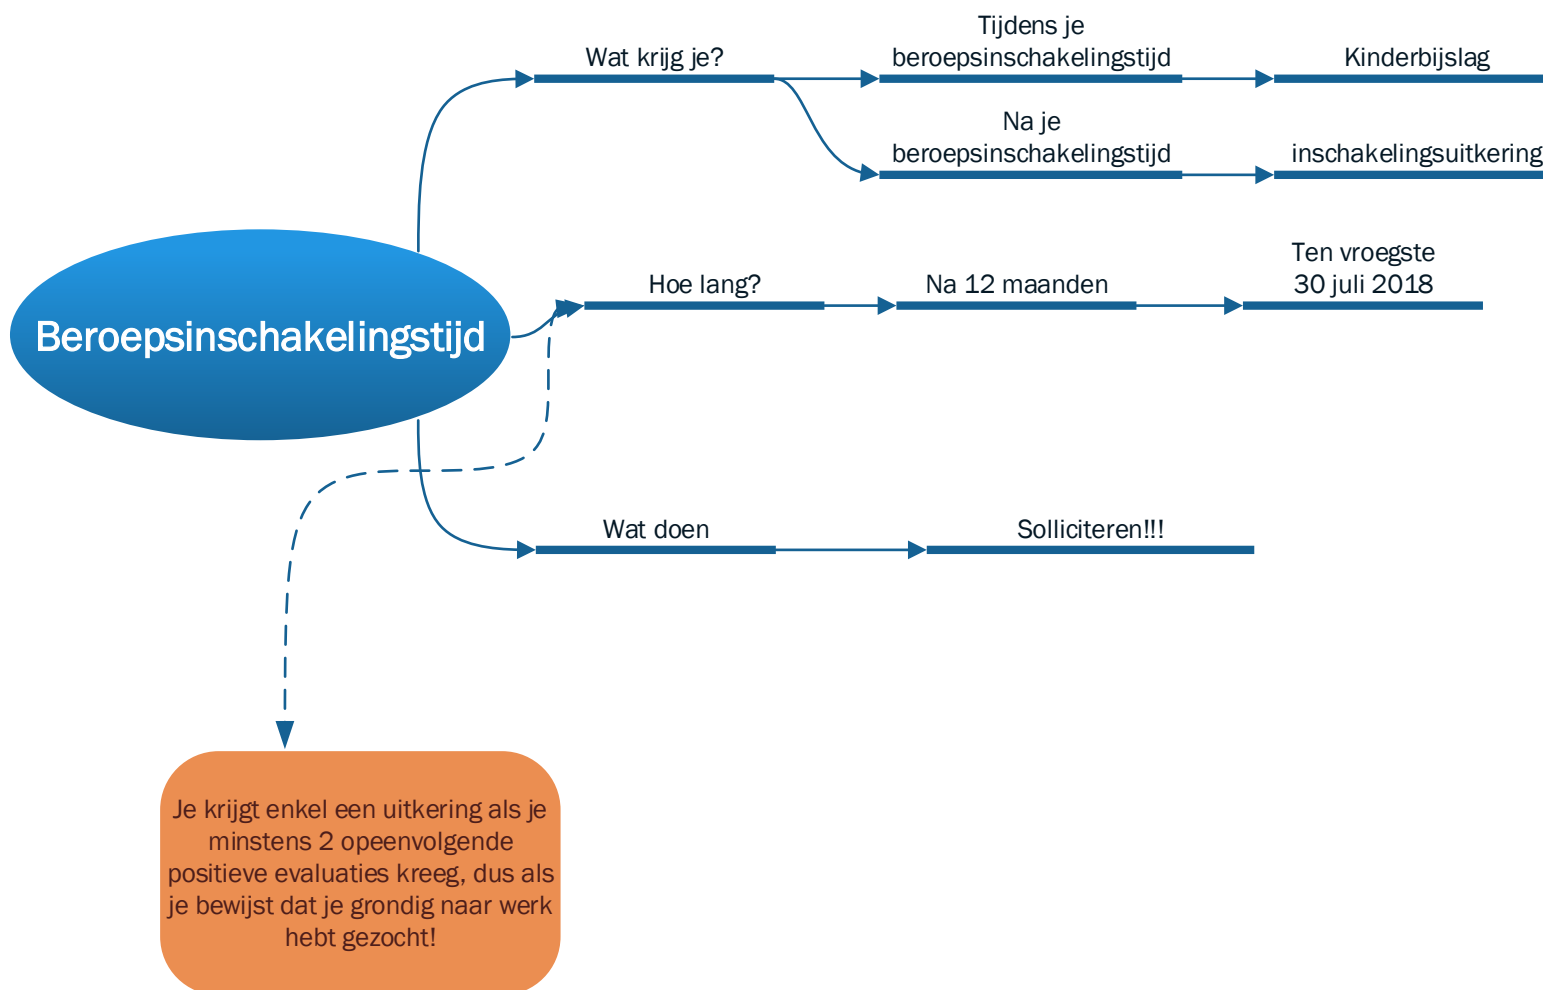 Wat krijg je?
Tijdens je
beroepsinschakelingstijd
Kinderbijslag
Na je
beroepsinschakelingstijd
inschakelingsuitkering
Beroepsinschakelingstijd
Hoe lang?
Na 12 maanden
Ten vroegste
30 juli 2018
Wat doen
Solliciteren!!!
Je krijgt enkel een uitkering als je
minstens 2 opeenvolgende
positieve evaluaties kreeg, dus als
je bewijst dat je grondig naar werk
hebt gezocht!